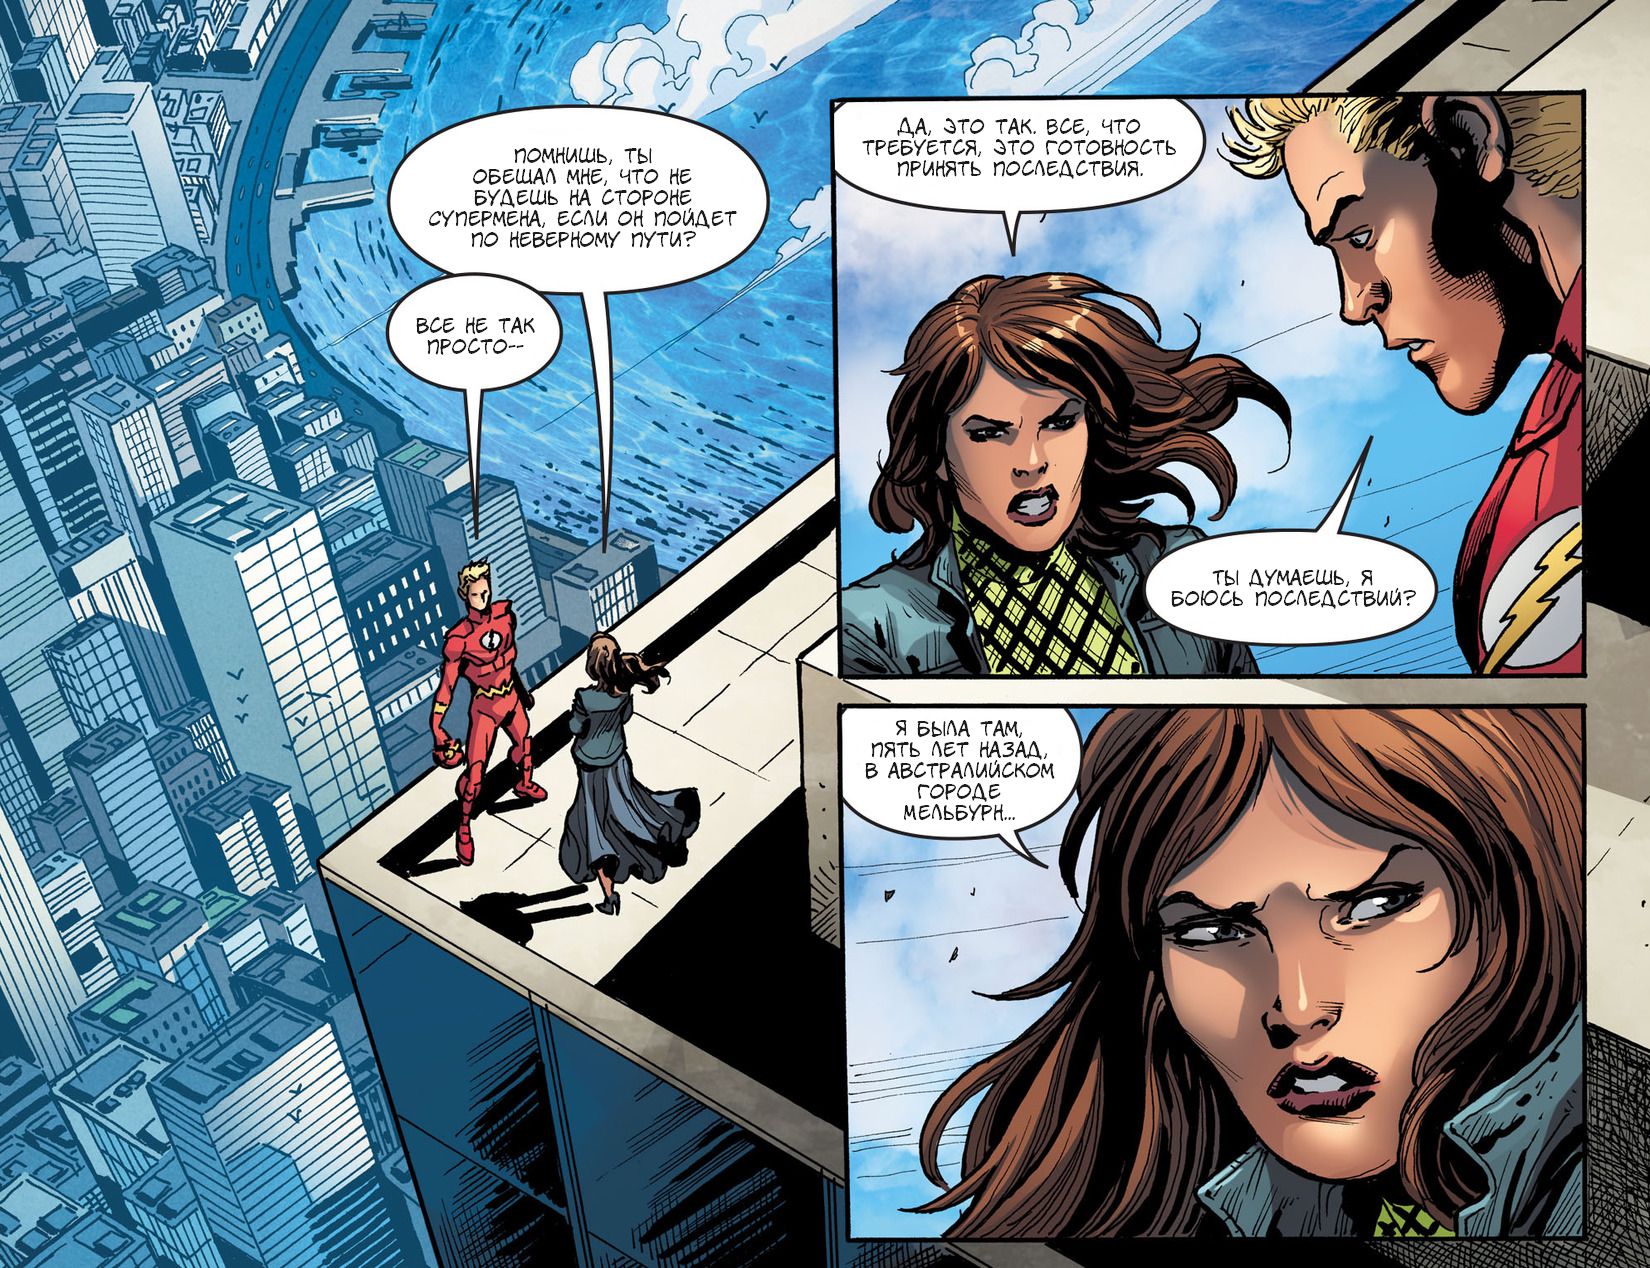 ПОМНИШЬ, ТЫ
ОБЕЩАЛ МНЕ, ЧТО НЕ
БУДЕШЬ НА СТОРОНЕ
СУПЕРМЕНА, ЕСЛИ ОН ПОЙДЕТ
ПО НЕВЕРНОМУ ПУТИ?
ВСЕ НЕ ТАК
ПРОСТО--
ДА, ЭТО ТАК. ВСЕ, ЧТО
ТРЕБУЕТСЯ, ЭТО ГОТОВНОСТЬ
ПРИНЯТЬ ПОСЛЕДСТВИЯ.
ТЫ ДУМАЕШЬ, Я
БОЮСЬ ПОСЛЕДСТВИЙ?
Я БЫЛА ТАМ,
ПЯТЬ ЛЕТ НАЗАД,
В АВСТРАЛИЙСКОМ
ГОРОДЕ
МЕЛЬБУРН...